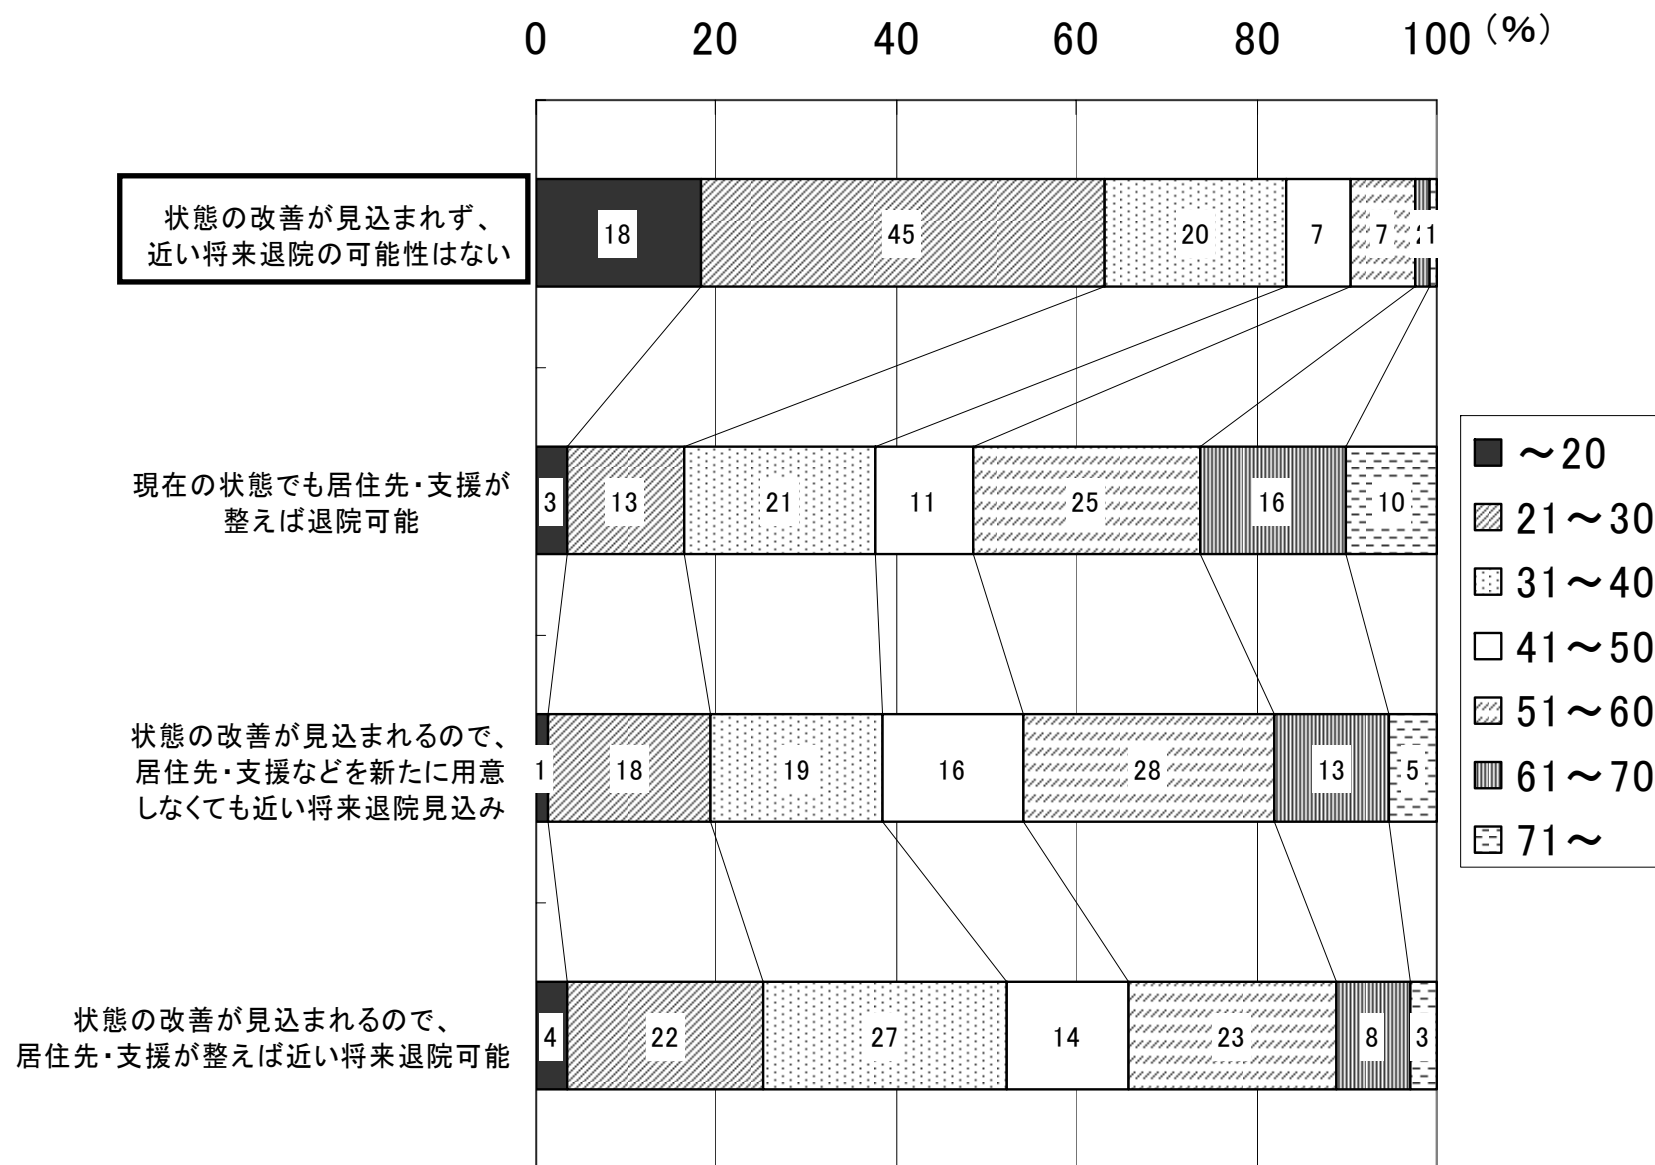 0 20 40 60 80 100 (%)
状態の改善が見込まれず、
近い将来退院の可能性はない
18 45 20 7 7 1
現在の状態でも居住先・支援が
整えば退院可能
3 13 21 11 25 16 10
状態の改善が見込まれるので、
居住先・支援などを新たに用意
しなくても近い将来退院見込み
1 18 19 16 28 13 5
状態の改善が見込まれるので、
居住先・支援が整えば近い将来退院可能
4 22 27 14 23 8 3
～20
21～30
31～40
41～50
51～60
61～70
71～